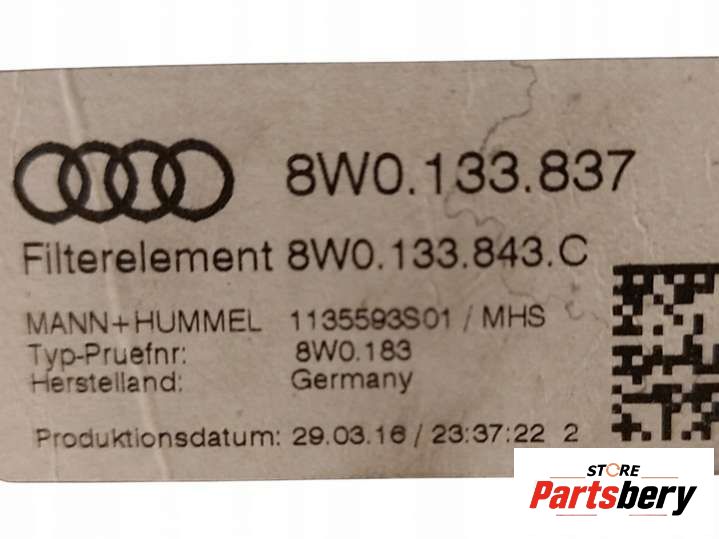 8W0.133.837
Filterelement 8W0.133.843.C
MANN+HUMMEL 1135593S01 / MHS
Typ-Pruefnr: 8W0.183
Herstelland: Germany
Produktionsdatum: 29.03.16 / 23:37:22 2
STORE
Partsbery